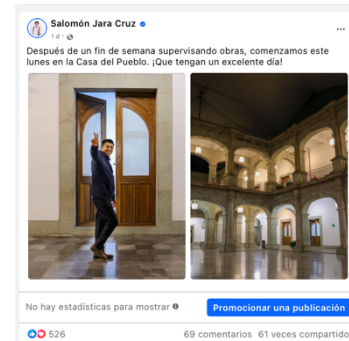 Salomón Jara Cruz
1 d ·
Después de un fin de semana supervisando obras, comenzamos este
lunes en la Casa del Pueblo. ¡Que tengan un excelente día!
No hay estadísticas para mostrar
Promocionar una publicación
526 69 comentarios 61 veces compartido